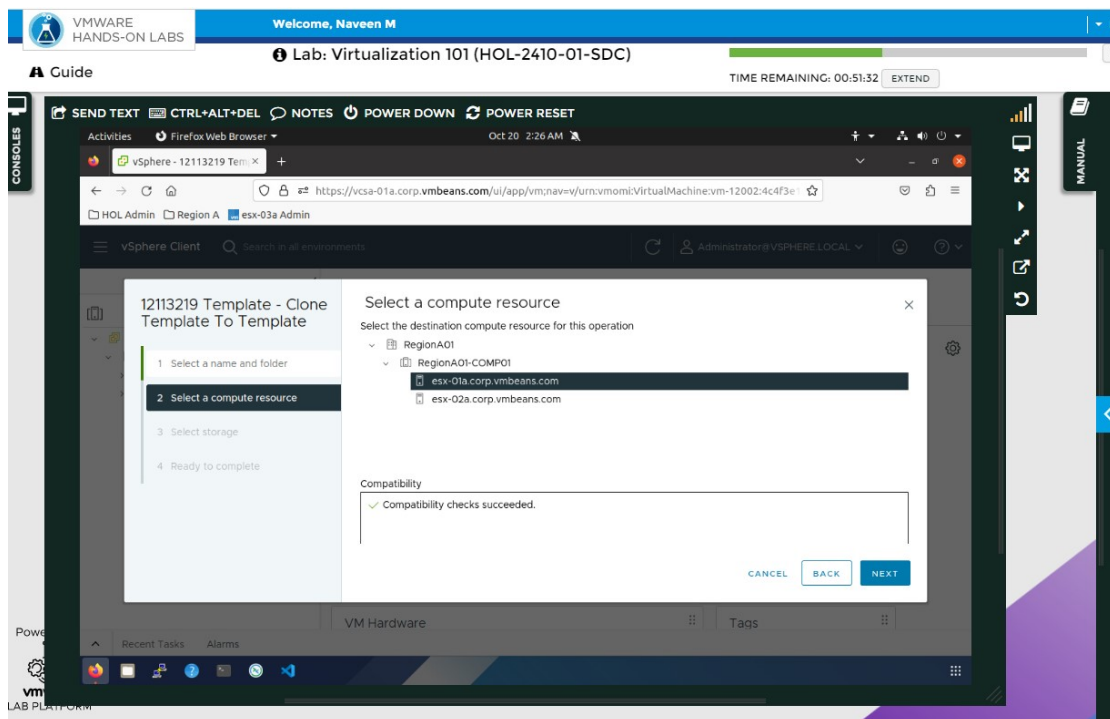 VMWARE
HANDS-ON LABS
Welcome, Naveen M
Lab: Virtualization 101 (HOL-2410-01-SDC)
Guide
TIME REMAINING: 00:51:32 EXTEND
CONSOLES
SEND TEXT CTRL+ALT+DEL NOTES POWER DOWN POWER RESET
MANUAL
Activities Firefox Web Browser Oct 20 2:26 AM
vSphere - 12113219 Tem
https://vcsa-01a.corp.vmbeans.com/ui/app/vm;nav=v/urn:vmomi:VirtualMachine:vm-12002:4c4f3e1
HOL Admin Region A esx-03a Admin
vSphere Client Search in all environments Administrator@VSPHERE.LOCAL
12113219 Template - Clone
Template To Template
1 Select a name and folder
2 Select a compute resource
3 Select storage
4 Ready to complete
Select a compute resource
Select the destination compute resource for this operation
RegionA01
RegionA01-COMP01
esx-01a.corp.vmbeans.com
esx-02a.corp.vmbeans.com
Compatibility
Compatibility checks succeeded.
CANCEL BACK NEXT
VM Hardware Tags
Recent Tasks Alarms
Powe
vm
LAB PLATFORM